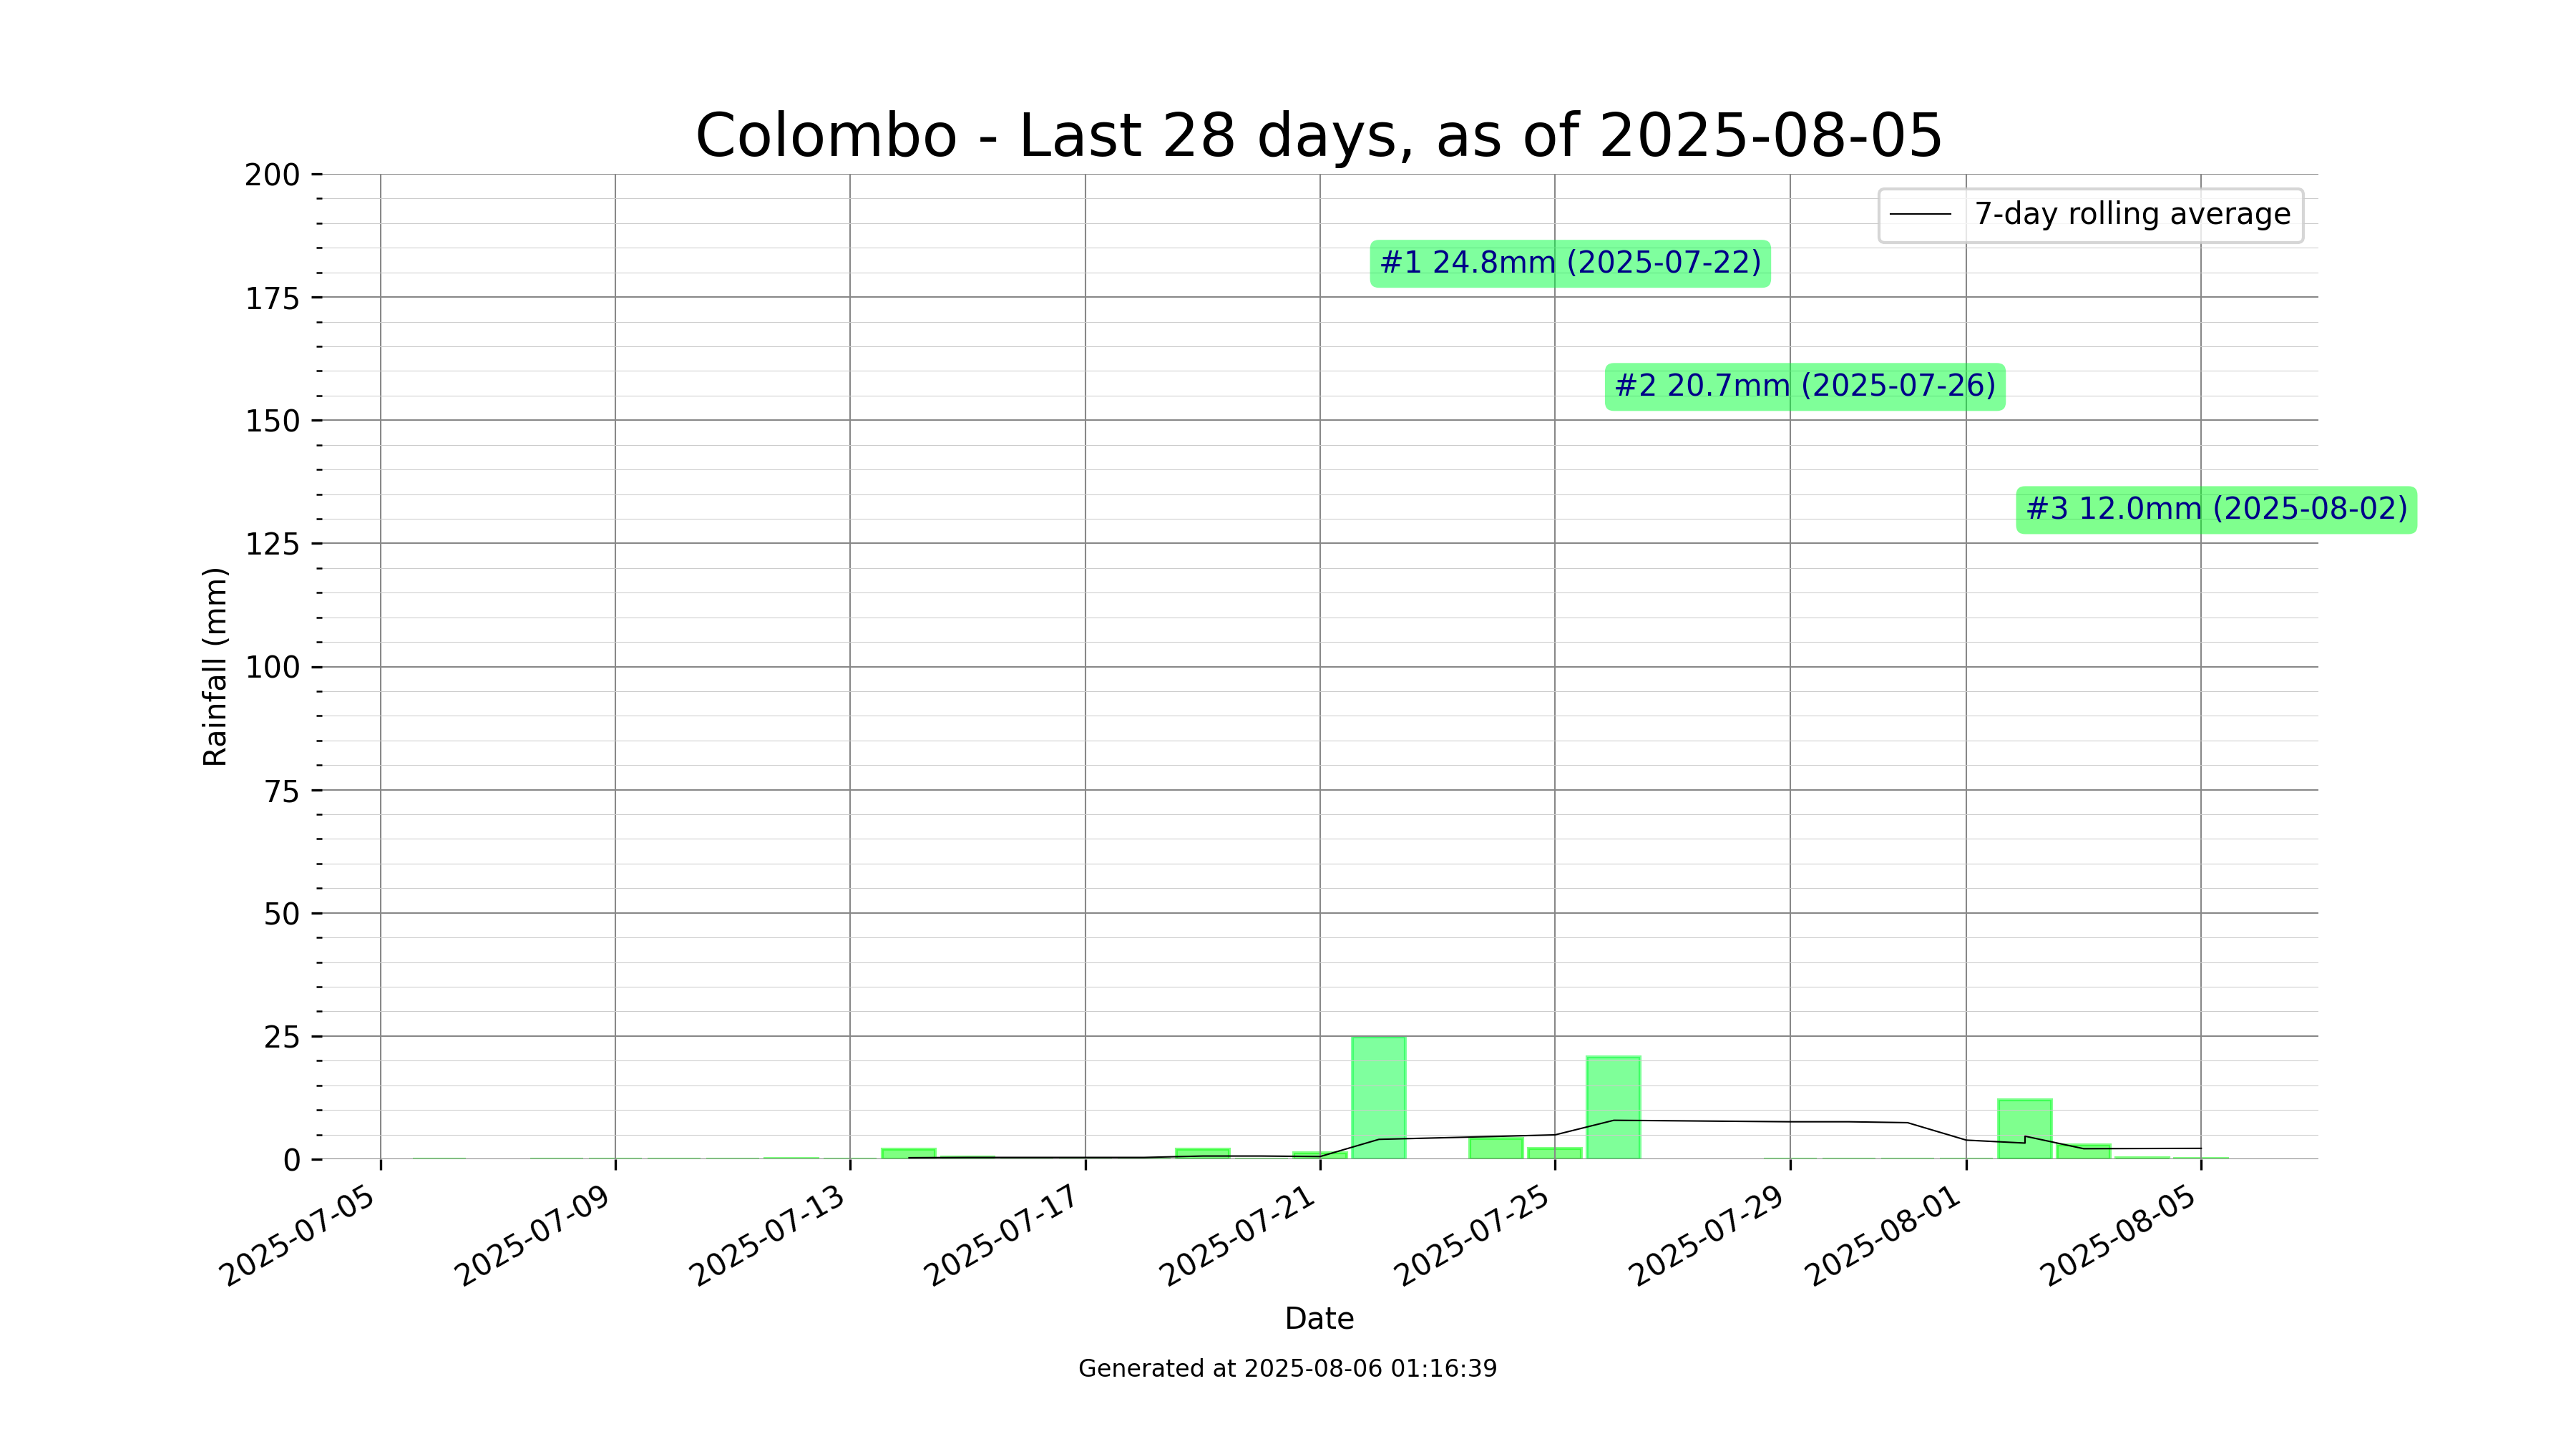 Colombo - Last 28 days, as of 2025-08-05
200
175
150
125
100
75
50
25
0
Rainfall (mm)
7-day rolling average
#1 24.8mm (2025-07-22)
#2 20.7mm (2025-07-26)
#3 12.0mm (2025-08-02)
2025-07-05
2025-07-09
2025-07-13
2025-07-17
2025-07-21
2025-07-25
2025-07-29
2025-08-01
2025-08-05
Date
Generated at 2025-08-06 01:16:39